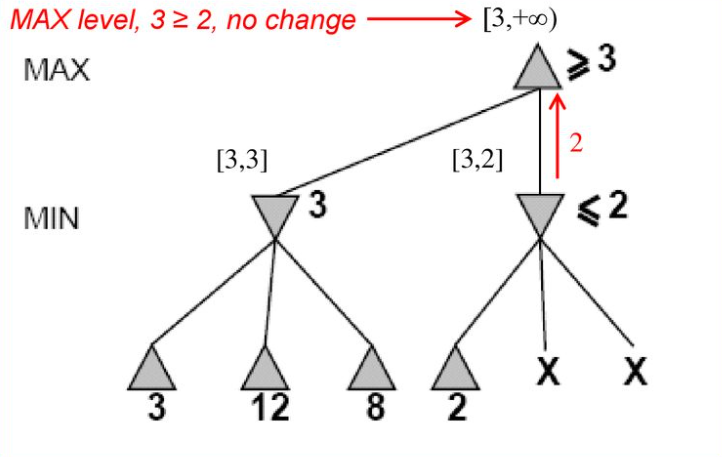 MAX level, 3 ≥ 2, no change [3,+∞)
MAX ⩾ 3
2
[3,3] [3,2]
MIN 3 ⩽ 2
X X
3 12 8 2